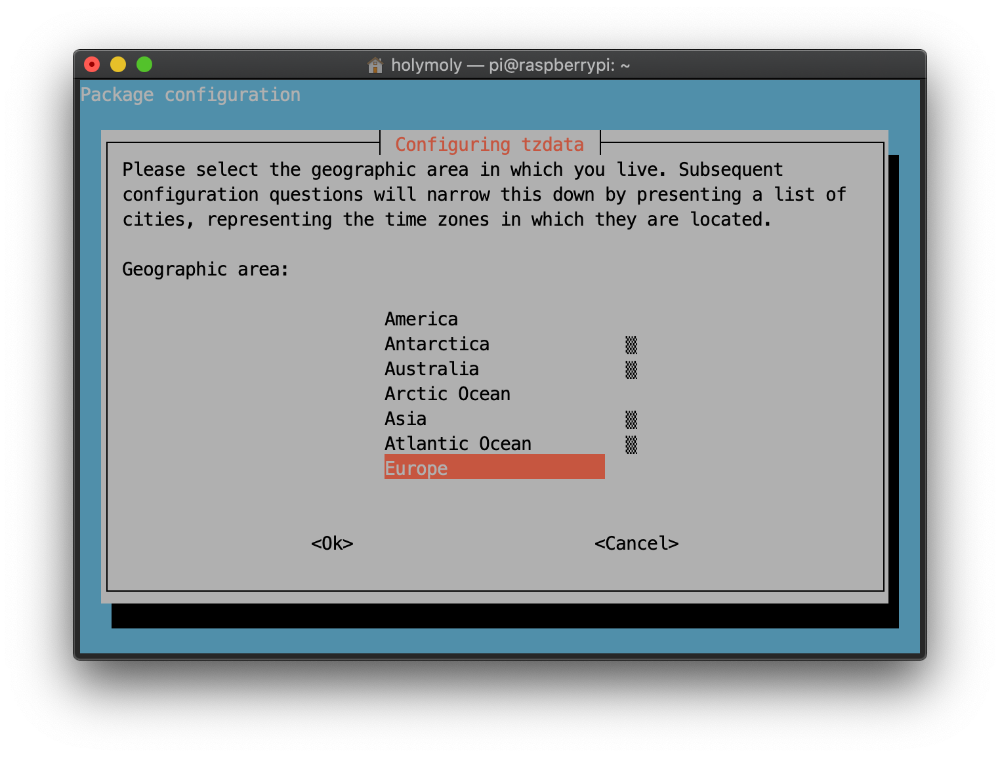 holymoly — pi@raspberrypi: ~
Package configuration
Configuring tzdata
Please select the geographic area in which you live. Subsequent
configuration questions will narrow this down by presenting a list of
cities, representing the time zones in which they are located.
Geographic area:
America
Antarctica
Australia
Arctic Ocean
Asia
Atlantic Ocean
Europe
<Ok> <Cancel>